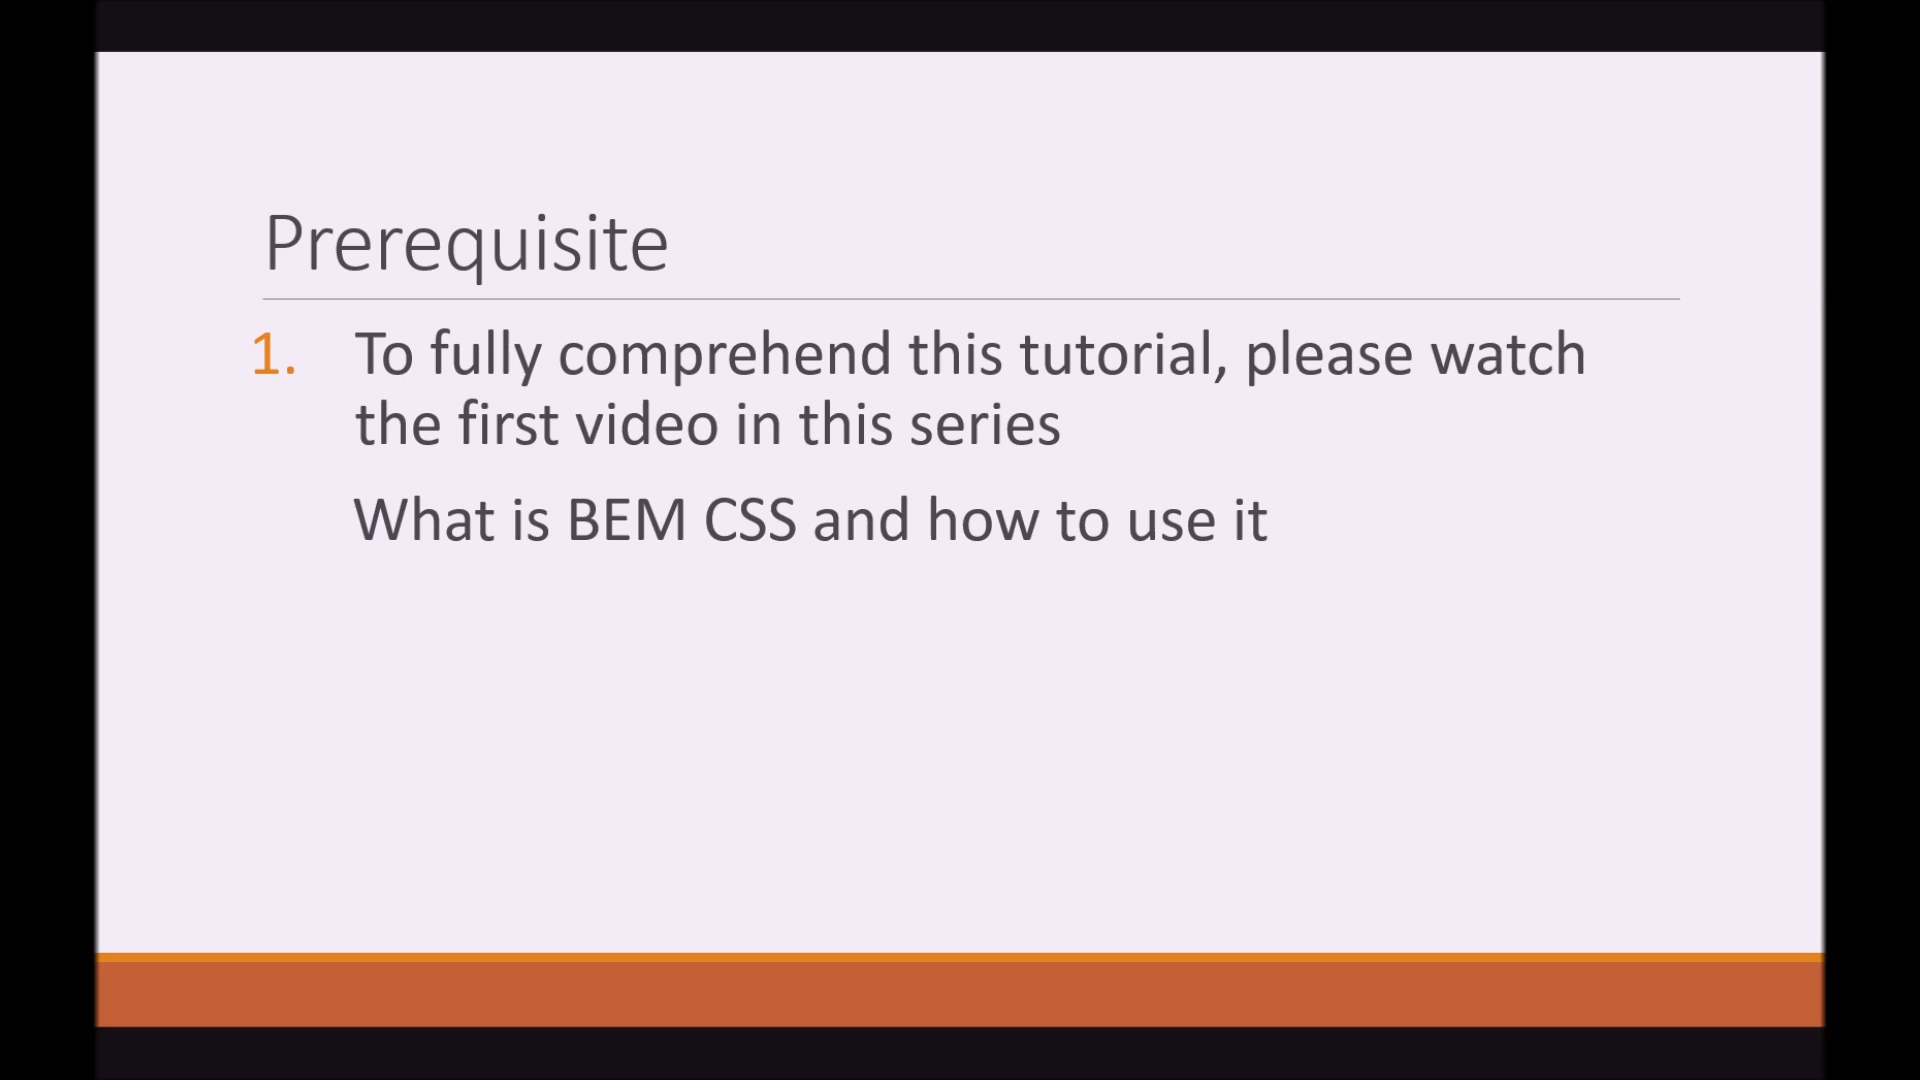 Prerequisite
1. To fully comprehend this tutorial, please watch
the first video in this series
What is BEM CSS and how to use it